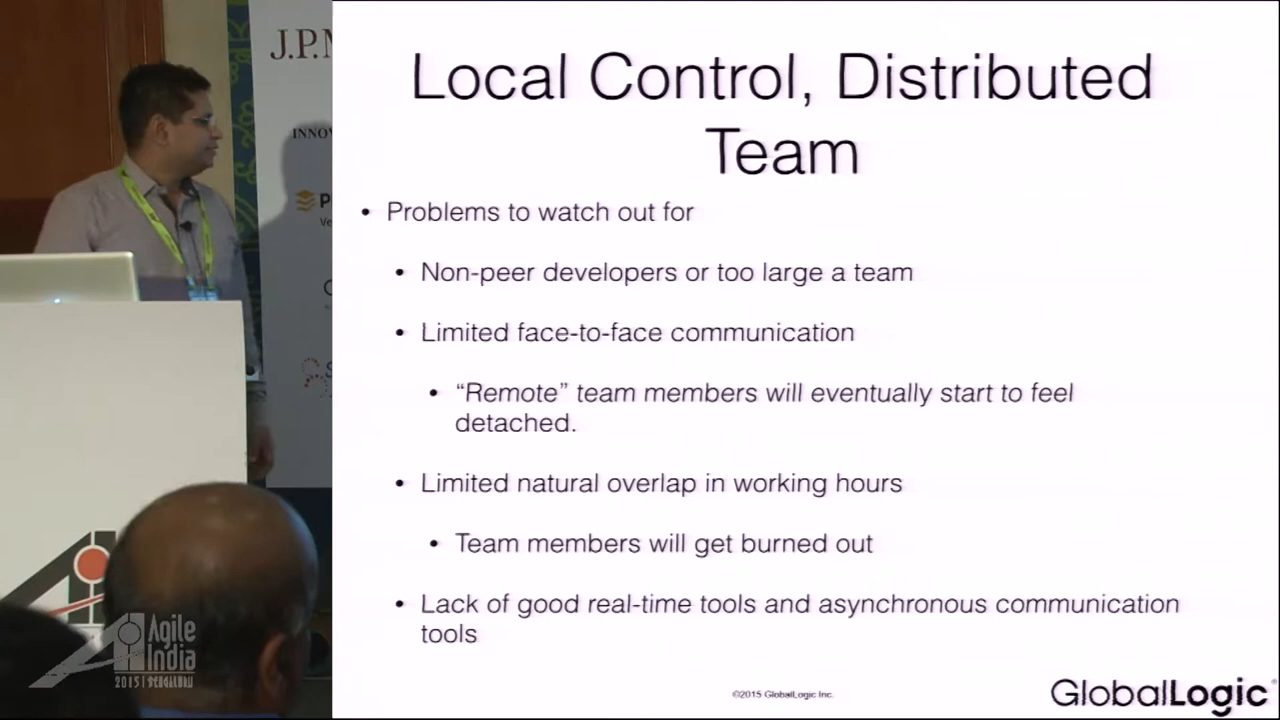 Local Control, Distributed
Team
• Problems to watch out for
• Non-peer developers or too large a team
• Limited face-to-face communication
• “Remote” team members will eventually start to feel
detached.
• Limited natural overlap in working hours
• Team members will get burned out
• Lack of good real-time tools and asynchronous communication
tools
©2015 GlobalLogic Inc.
GlobalLogic®
J.P.
INNOV
Agile
India
2015 | BENGALURU